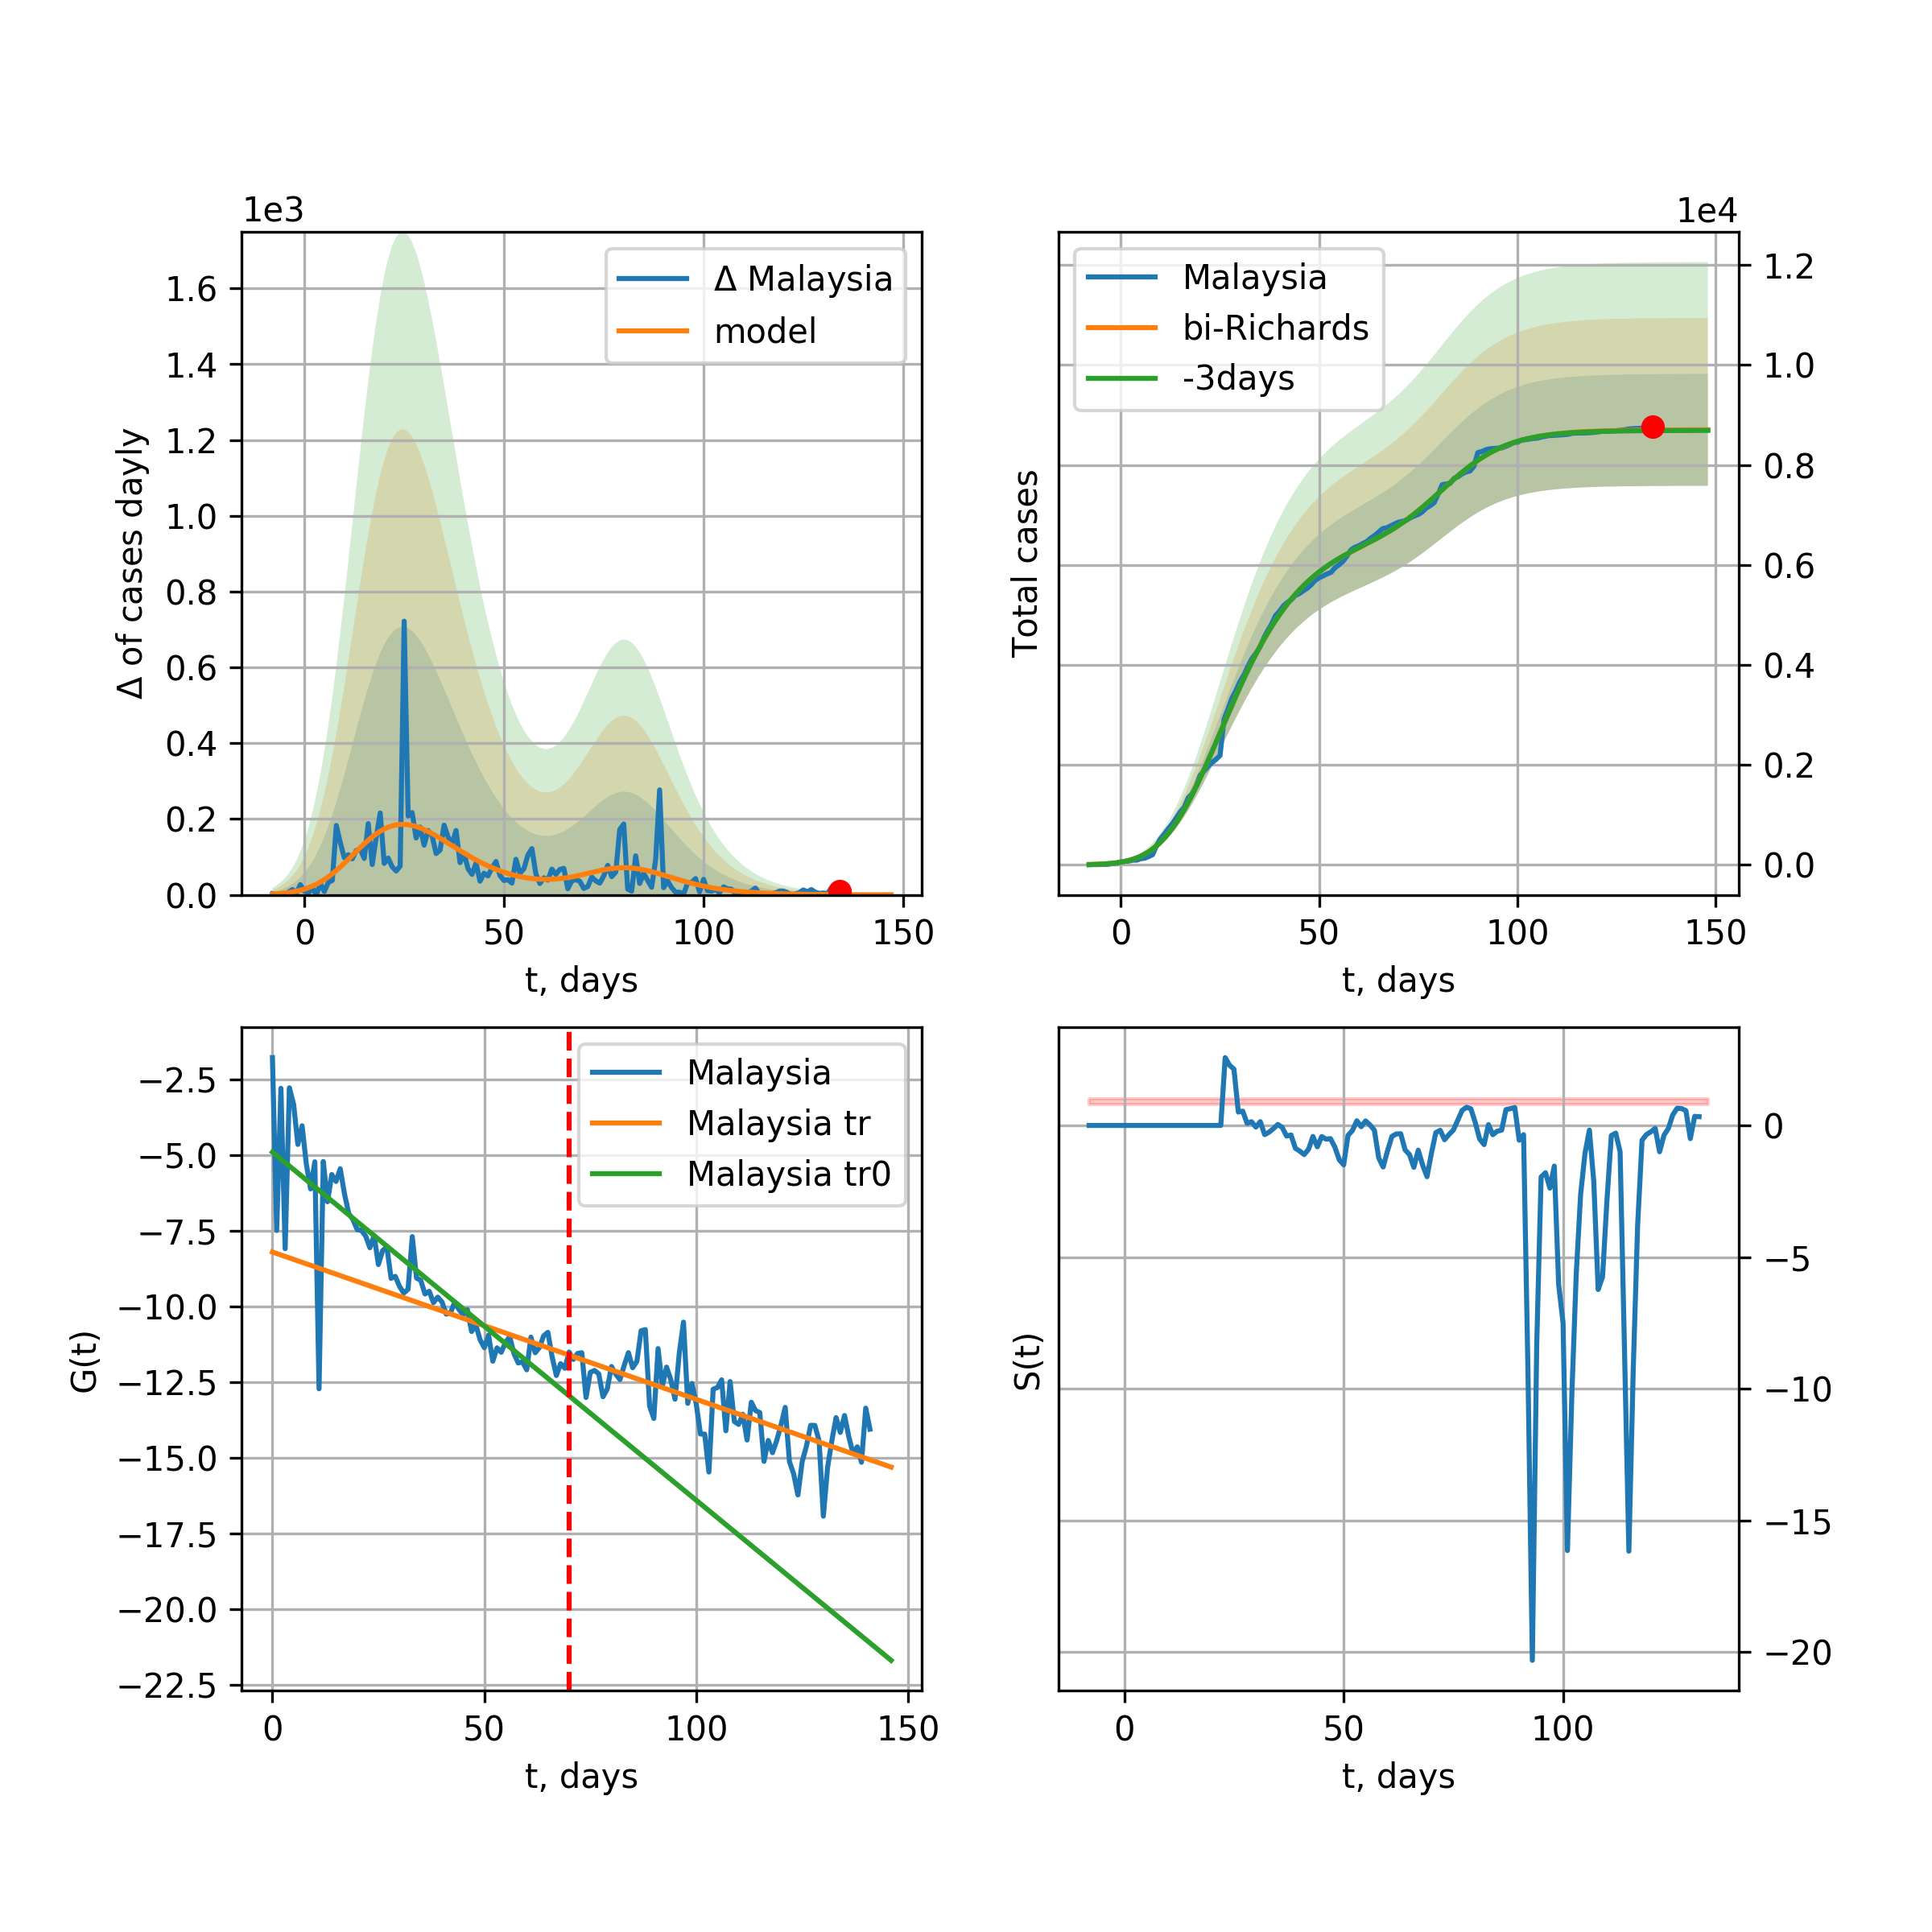 1e3
1.6
1.4
1.2
1.0
0.8
0.6
0.4
0.2
0.0
0
50
100
150
t, days
Δ of cases dayly
Δ Malaysia
model
1e4
1.2
1.0
0.8
0.6
0.4
0.2
0.0
0
50
100
150
t, days
Total cases
Malaysia
bi-Richards
-3days
−2.5
−5.0
−7.5
−10.0
−12.5
−15.0
−17.5
−20.0
−22.5
0
50
100
150
t, days
G(t)
Malaysia
Malaysia tr
Malaysia tr0
0
−5
−10
−15
−20
0
50
100
t, days
S(t)